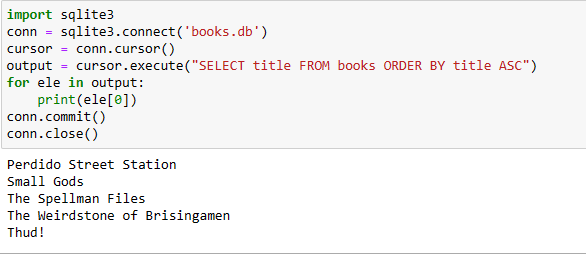 import sqlite3
conn = sqlite3.connect('books.db')
cursor = conn.cursor()
output = cursor.execute("SELECT title FROM books ORDER BY title ASC")
for ele in output:
    print(ele[0])
conn.commit()
conn.close()
Perdido Street Station
Small Gods
The Spellman Files
The Weirdstone of Brisingamen
Thud!